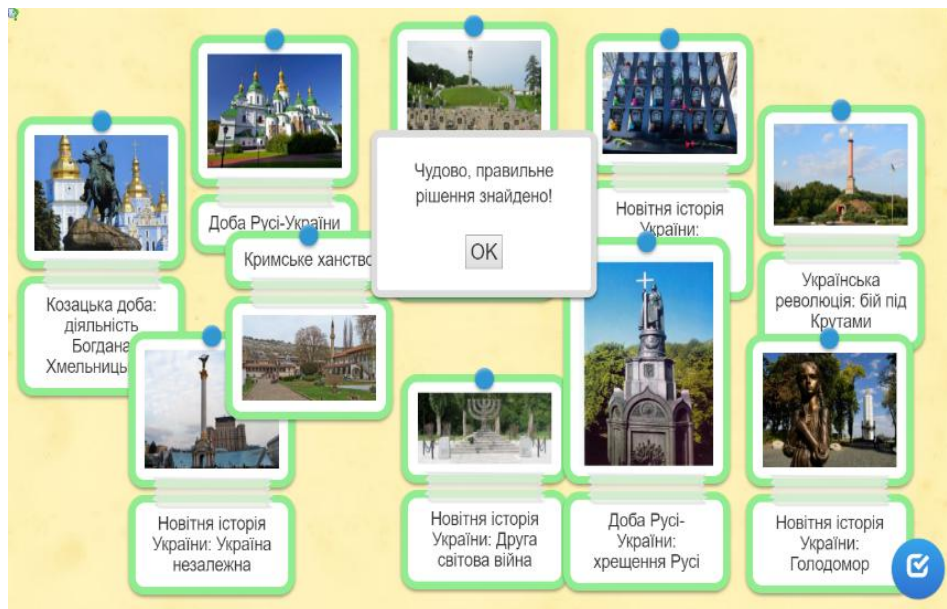 Чудово, правильне
рішення знайдено!
OK
Доба Русі-України
Кримське ханство
Новітня історія
України:
Українська
революція: бій під
Крутами
Козацька доба:
діяльність
Богдана
Новітня історія
України: Україна
незалежна
Новітня історія
України: Друга
світова війна
Доба Русі-
України:
хрещення Русі
Новітня історія
України:
Голодомор